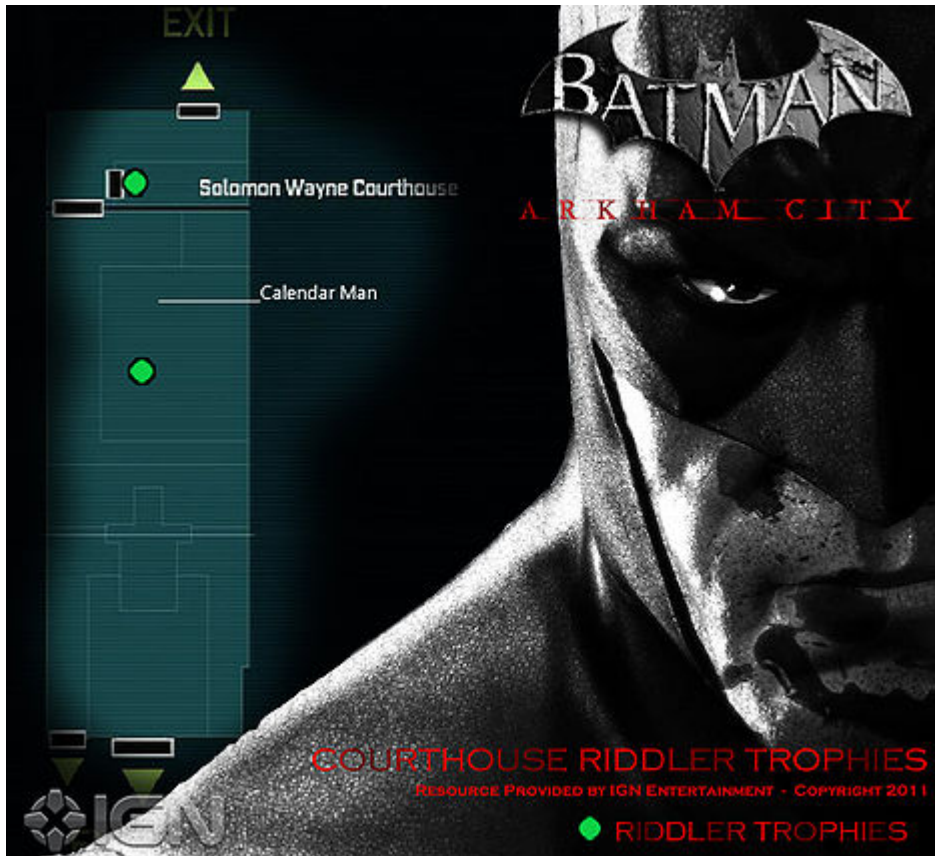 EXIT
BATMAN
ARKHAM CITY
Solomon Wayne Courthouse
Calendar Man
COURTHOUSE RIDDLER TROPHIES
RESOURCE PROVIDED BY IGN ENTERTAINMENT - COPYRIGHT 2011
IGN
RIDDLER TROPHIES